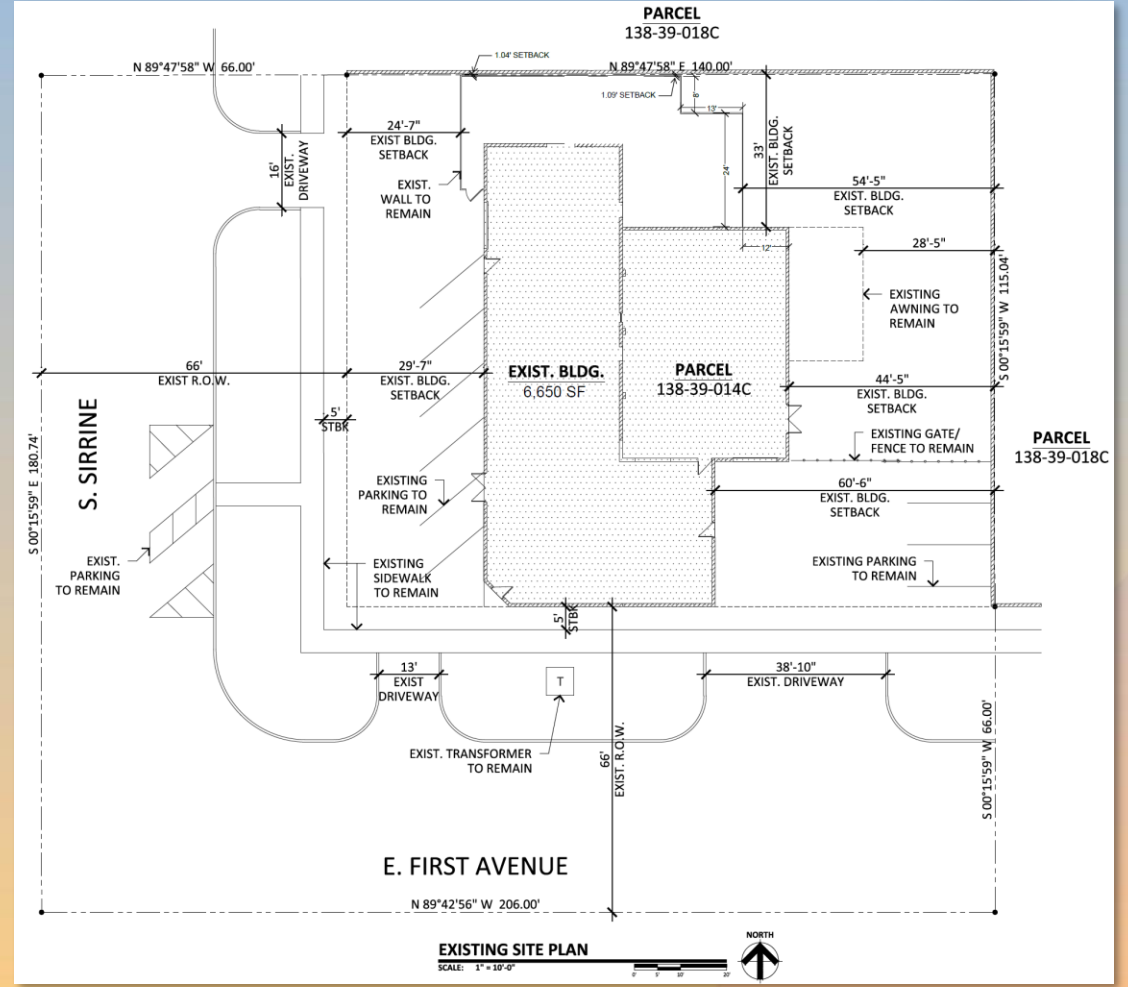 PARCEL
138-39-018C
1.04' SETBACK
N 89°47'58" W 66.00'
N 89°47'58" E 140.00'
1.09' SETBACK
6'
13'
24'-7"
EXIST BLDG.
SETBACK
16'
EXIST.
DRIVEWAY
33'
EXIST. BLDG.
SETBACK
24'
EXIST.
WALL TO
REMAIN
54'-5"
EXIST. BLDG.
SETBACK
12'
28'-5"
EXISTING
AWNING TO
REMAIN
S 00°15'59" W 115.04'
66'
EXIST R.O.W.
29'-7"
EXIST. BLDG.
SETBACK
EXIST. BLDG.
6,650 SF
PARCEL
138-39-014C
44'-5"
EXIST. BLDG.
SETBACK
5'
STBK
S. SIRRINE
S 00°15'59" E 180.74'
EXISTING GATE/
FENCE TO REMAIN
PARCEL
138-39-018C
EXISTING
PARKING TO
REMAIN
60'-6"
EXIST. BLDG.
SETBACK
EXIST.
PARKING
TO REMAIN
EXISTING
SIDEWALK
TO REMAIN
EXISTING PARKING
TO REMAIN
5'
STBK
13'
EXIST
DRIVEWAY
T
38'-10"
EXIST. DRIVEWAY
EXIST. TRANSFORMER
TO REMAIN
66'
EXIST. R.O.W.
S 00°15'59" W 66.00'
E. FIRST AVENUE
N 89°42'56" W 206.00'
EXISTING SITE PLAN
SCALE: 1" = 10'-0"
0' 5' 10' 20'
NORTH